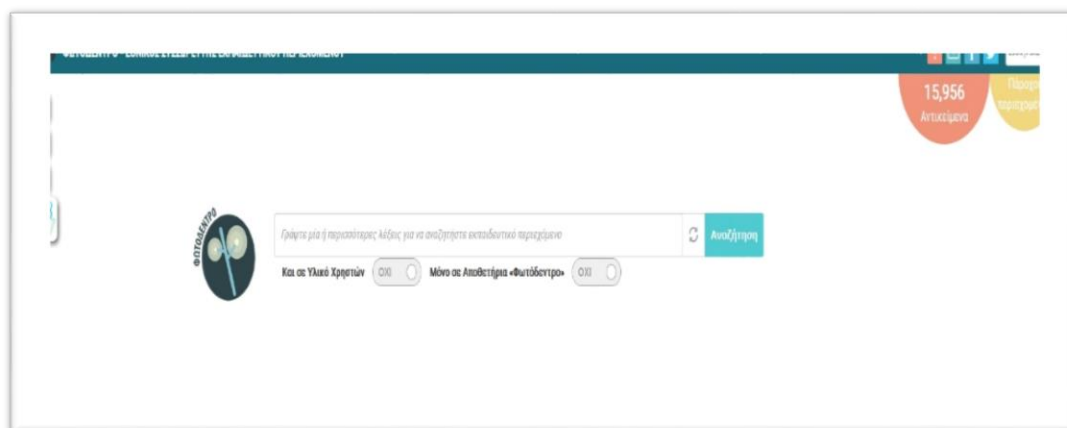 15,956
Αντικείμενα
ΦΩΤΟΔΕΝΤΡΟ
Γράψτε μία ή περισσότερες λέξεις για να αναζητήσετε εκπαιδευτικό περιεχόμενο
Αναζήτηση
Και σε Υλικό Χρηστών ΟΧΙ Μόνο σε Αποθετήρια «Φωτόδεντρο» ΟΧΙ